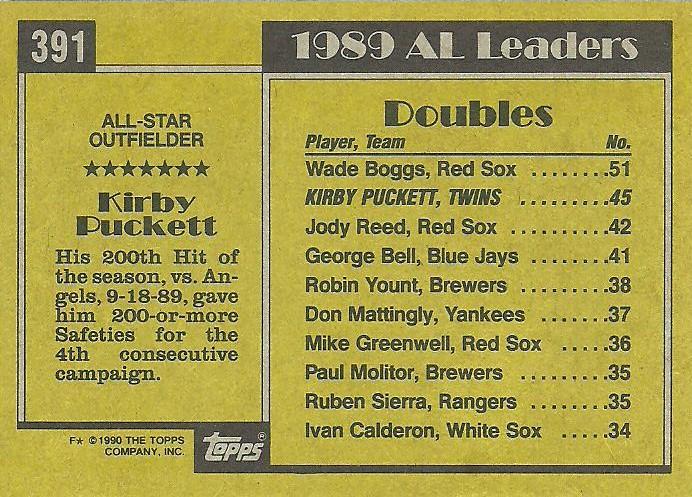 391
ALL-STAR
OUTFIELDER
★★★★★★★
Kirby
Puckett
His 200th Hit of
the season, vs. An-
gels, 9-18-89, gave
him 200-or-more
Safeties for the
4th consecutive
campaign.
F★ ©1990 THE TOPPS
COMPANY, INC.
topps®
1989 AL Leaders
Doubles
Player, Team No.
Wade Boggs, Red Sox ........51
KIRBY PUCKETT, TWINS .........45
Jody Reed, Red Sox ..........42
George Bell, Blue Jays ........41
Robin Yount, Brewers .........38
Don Mattingly, Yankees .......37
Mike Greenwell, Red Sox .....36
Paul Molitor, Brewers .........35
Ruben Sierra, Rangers ........35
Ivan Calderon, White Sox .....34